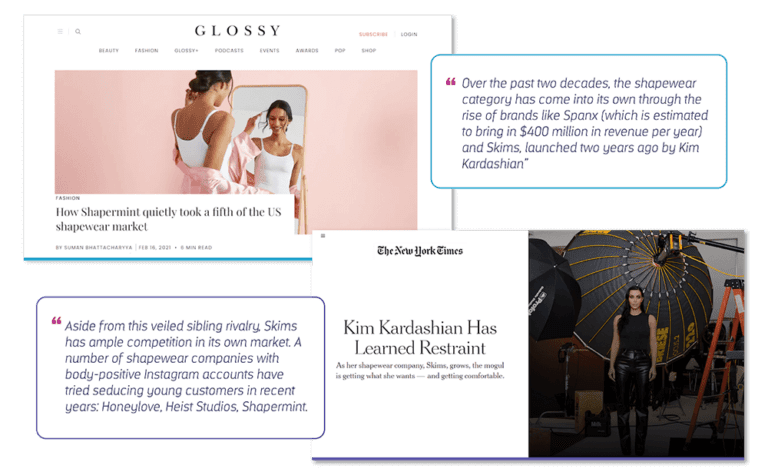 GLOSSY
SUBSCRIBE LOGIN
BEAUTY FASHION GLOSSY+ PODCASTS EVENTS AWARDS POP SHOP
FASHION
How Shapermint quietly took a fifth of the US
shapewear market
BY SUMAN BHATTACHARYYA | FEB 16, 2021 • 6 MIN READ
“ Over the past two decades, the shapewear
category has come into its own through the
rise of brands like Spanx (which is estimated
to bring in $400 million in revenue per year)
and Skims, launched two years ago by Kim
Kardashian”
The New York Times
Kim Kardashian Has
Learned Restraint
As her shapewear company, Skims, grows, the mogul
is getting what she wants — and getting comfortable.
“ Aside from this veiled sibling rivalry, Skims
has ample competition in its own market. A
number of shapewear companies with
body-positive Instagram accounts have
tried seducing young customers in recent
years: Honeylove, Heist Studios, Shapermint.